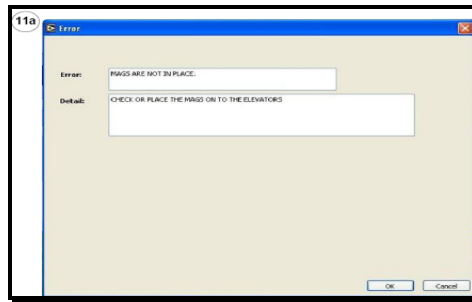 11a
Error
Error: MAGS ARE NOT IN PLACE.
Detail: CHECK OR PLACE THE MAGS ON TO THE ELEVATORS
OK Cancel